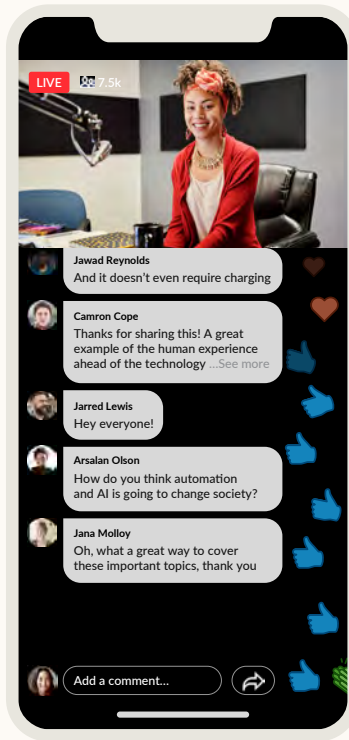 LIVE 7.5k
Jawad Reynolds
And it doesn't even require charging
Camron Cope
Thanks for sharing this! A great
example of the human experience
ahead of the technology ...See more
Jarred Lewis
Hey everyone!
Arsalan Olson
How do you think automation
and AI is going to change society?
Jana Molloy
Oh, what a great way to cover
these important topics, thank you
Add a comment...